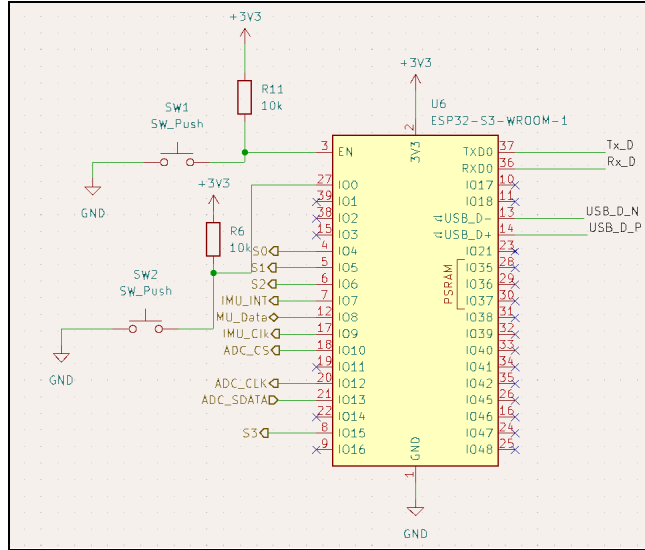 +3V3
R11
10k
SW1
SW_Push
+3V3
U6
ESP32-S3-WROOM-1
2
3V3
3
EN
TXD0
37
Tx_D
RXD0
36
Rx_D
GND
+3V3
27
IO0
IO17
10
39
IO1
IO18
11
38
IO2
USB_D-
13
USB_D_N
15
IO3
USB_D+
14
USB_D_P
R6
10k
S0
4
IO4
IO21
23
S1
5
IO5
IO35
28
S2
6
IO6
IO36
29
IMU_INT
7
IO7
IO37
30
PSRAM
MU_Data
12
IO8
IO38
31
IMU_Clk
17
IO9
IO39
32
ADC_CS
18
IO10
IO40
33
SW2
SW_Push
GND
19
IO11
IO41
34
ADC_CLK
20
IO12
IO42
35
ADC_SDATA
21
IO13
IO45
26
22
IO14
IO46
16
S3
8
IO15
IO47
24
9
IO16
IO48
25
GND
1
GND